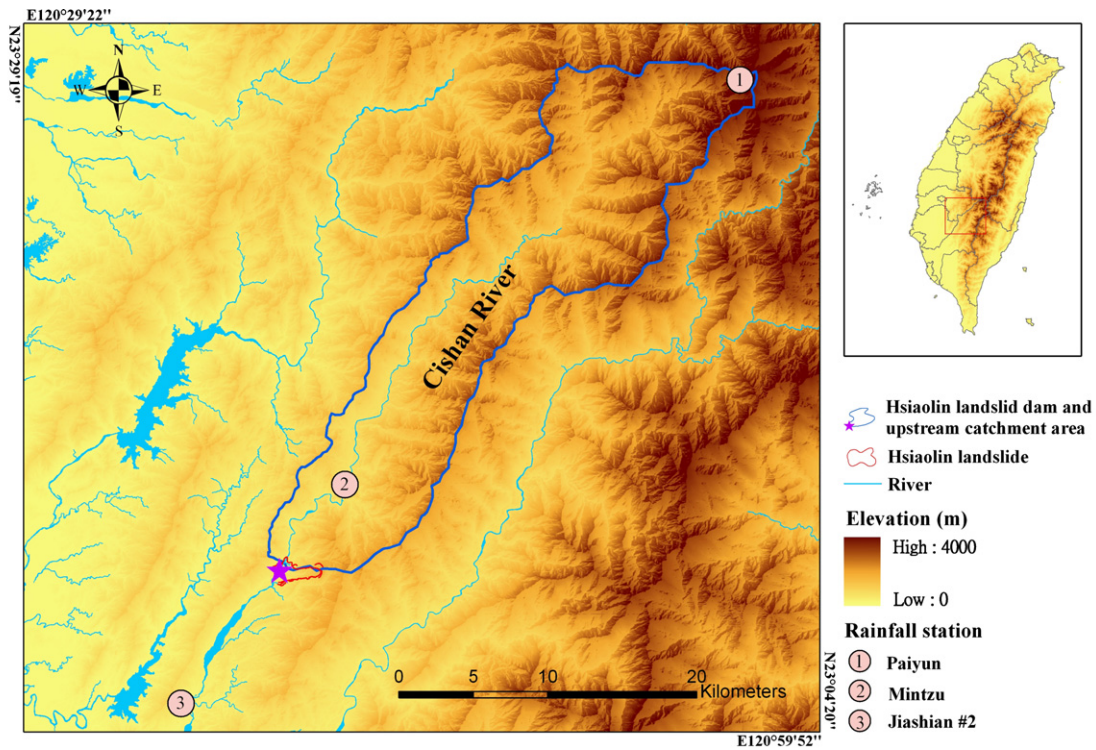 E120°29'22"
N23°29'19"
N
W E
S
1
Cishan River
2
3
0 5 10 20
Kilometers
N23°04'20"
E120°59'52"
Hsiaolin landslid dam and
upstream catchment area
Hsiaolin landslide
River
Elevation (m)
High : 4000
Low : 0
Rainfall station
1 Paiyun
2 Mintzu
3 Jiashian #2